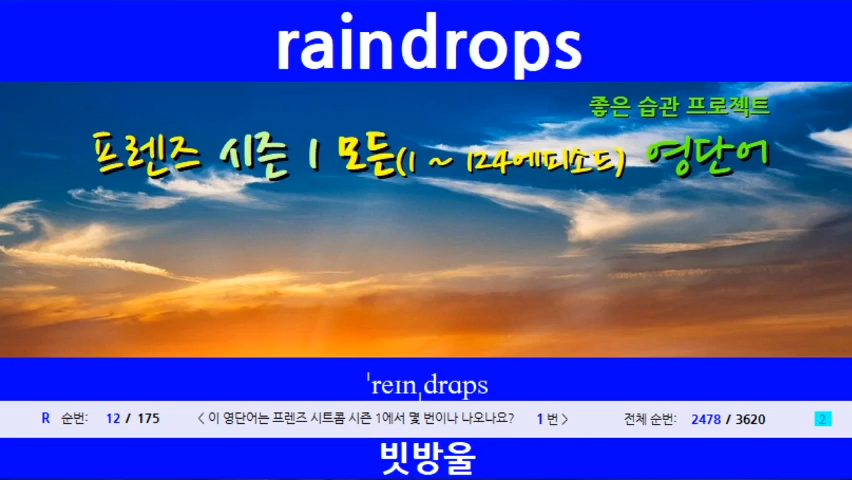 raindrops
좋은 습관 프로젝트
프렌즈 시즌 1 모든(1 ~ 124에피소드) 영단어
ˈreɪnˌdrɑps
R 순번: 12 / 175 < 이 영단어는 프렌즈 시트콤 시즌 1에서 몇 번이나 나오나요? 1 번 > 전체 순번: 2478 / 3620 2
빗방울